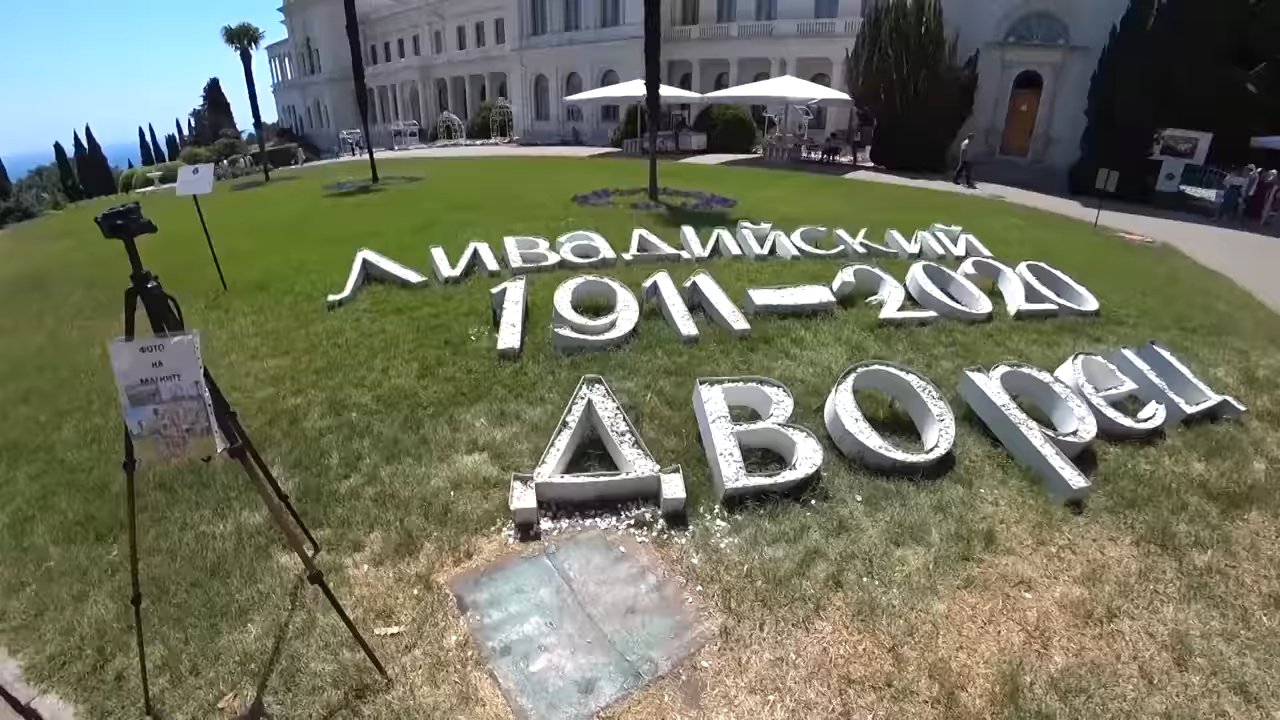 Ливадийский
1911-2020
Дворец
ФОТО
НА
МАГНИТЕ